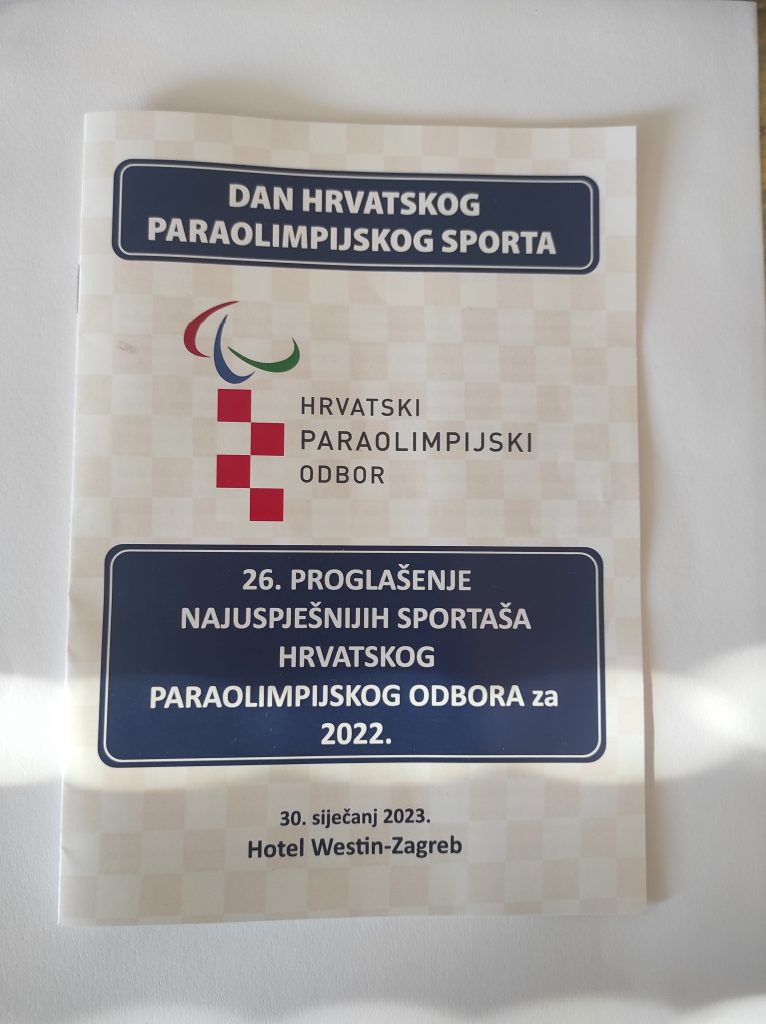 DAN HRVATSKOG
PARAOLIMPIJSKOG SPORTA
HRVATSKI
PARAOLIMPIJSKI
ODBOR
26. PROGLAŠENJE
NAJUSPJEŠNIJIH SPORTAŠA
HRVATSKOG
PARAOLIMPIJSKOG ODBORA za
2022.
30. siječanj 2023.
Hotel Westin-Zagreb